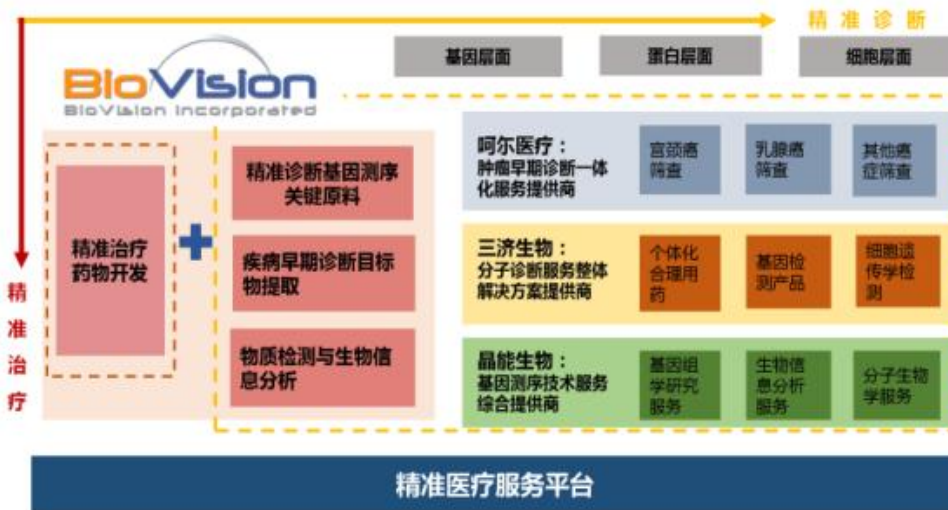 精准诊断
基因层面
蛋白层面
细胞层面
BioVision
BioVision Incorporated
精准治疗
精准治疗
药物开发
+
精准诊断基因测序
关键原料
疾病早期诊断目标
物提取
物质检测与生物信
息分析
呵尔医疗：
肿瘤早期诊断一体
化服务提供商
宫颈癌
筛查
乳腺癌
筛查
其他癌
症筛查
三济生物：
分子诊断服务整体
解决方案提供商
个体化
合理用
药
基因检
测产品
细胞遗
传学检
测
晶能生物：
基因测序技术服务
综合提供商
基因组
学研究
服务
生物信
息分析
服务
分子生物
学服务
精准医疗服务平台